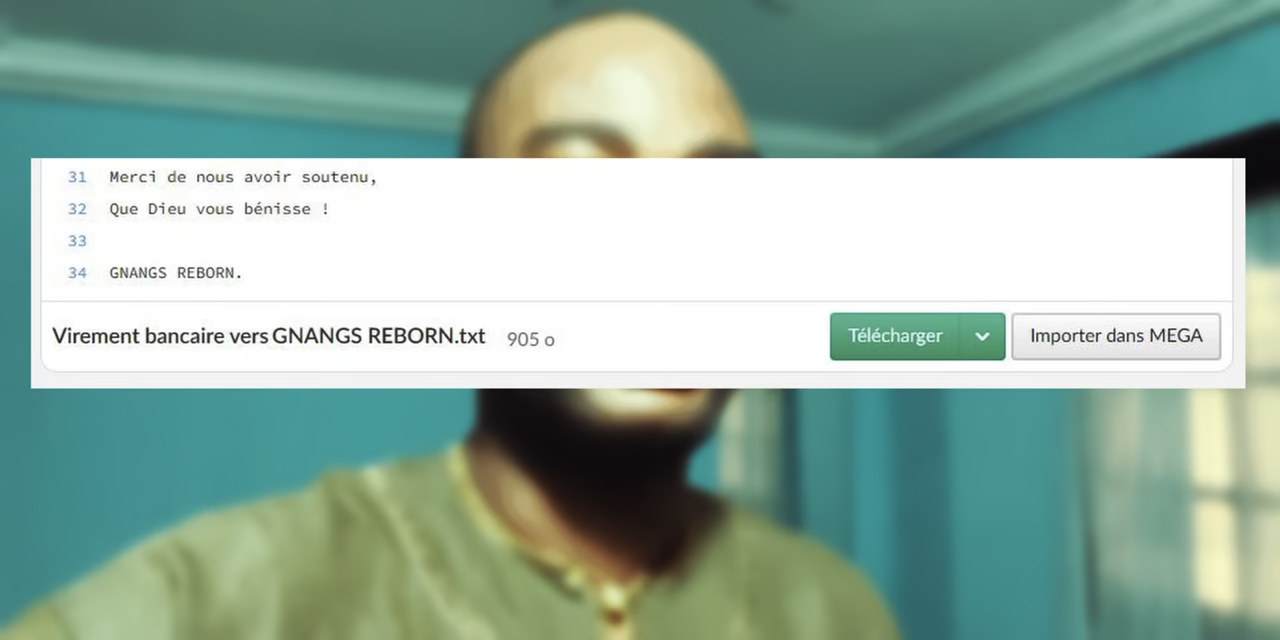 31 Merci de nous avoir soutenu,
32 Que Dieu vous bénisse !
33
34 GNANGS REBORN.
Virement bancaire vers GNANGS REBORN.txt 905 o Télécharger Importer dans MEGA